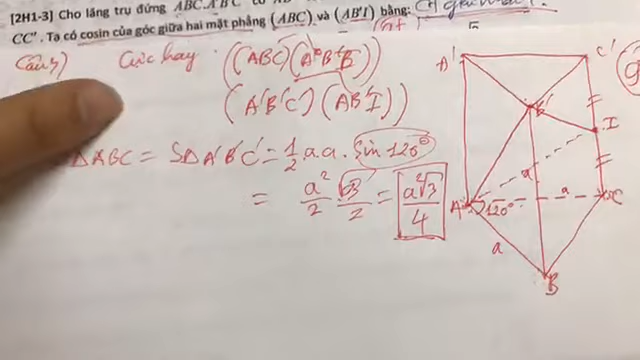 [2H1-3] Cho lăng trụ đứng ABC.A'B'C' có
CC'. Ta có cosin của góc giữa hai mặt phẳng (ABC) và (AB'I) bằng:
Câu 9) Cực hay. ((ABC)(A'B'B))
(A'B'C')(AB'I))
ΔABC = SΔA'B'C' = 1/2 .a.a. Sin 120°
= a²/2 √3/2 = a²√3/4
A' C'
B'
I
a
A 120° a C
a
B